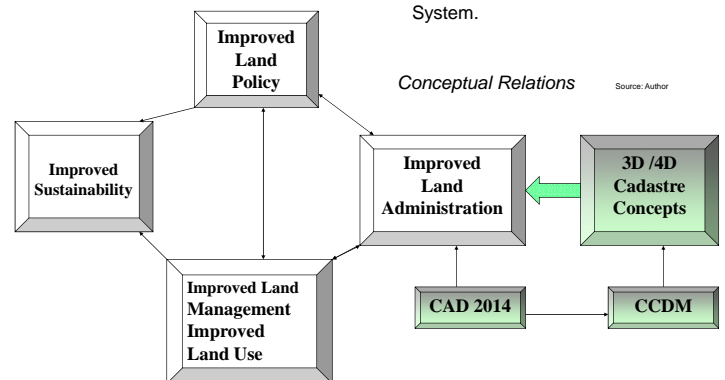 System.
Improved
Land
Policy
Conceptual Relations
Source: Author
Improved
Sustainability
Improved
Land
Administration
3D /4D
Cadastre
Concepts
Improved Land
Management
Improved
Land Use
CAD 2014
CCDM